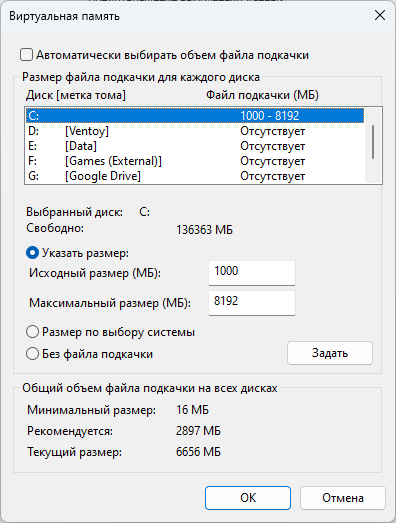 Виртуальная память
Автоматически выбирать объем файла подкачки
Размер файла подкачки для каждого диска
Диск [метка тома] Файл подкачки (МБ)
C: 1000 - 8192
D: [Ventoy] Отсутствует
E: [Data] Отсутствует
F: [Games (External)] Отсутствует
G: [Google Drive] Отсутствует
Выбранный диск: C:
Свободно: 136363 МБ
Указать размер:
Исходный размер (МБ): 1000
Максимальный размер (МБ): 8192
Размер по выбору системы
Без файла подкачки Задать
Общий объем файла подкачки на всех дисках
Минимальный размер: 16 МБ
Рекомендуется: 2897 МБ
Текущий размер: 6656 МБ
ОК Отмена